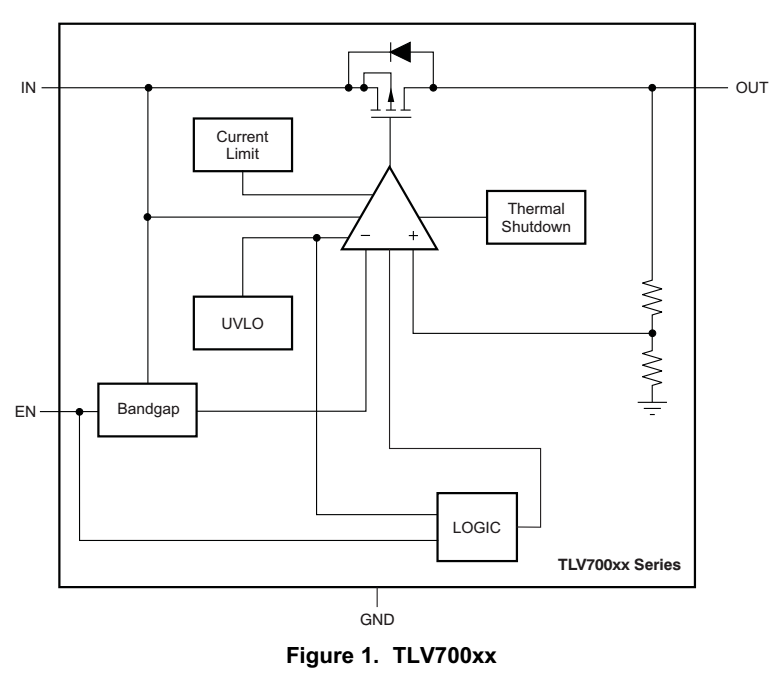 IN
OUT
Current
Limit
Thermal
Shutdown
−
+
UVLO
EN
Bandgap
LOGIC
TLV700xx Series
GND
Figure 1. TLV700xx